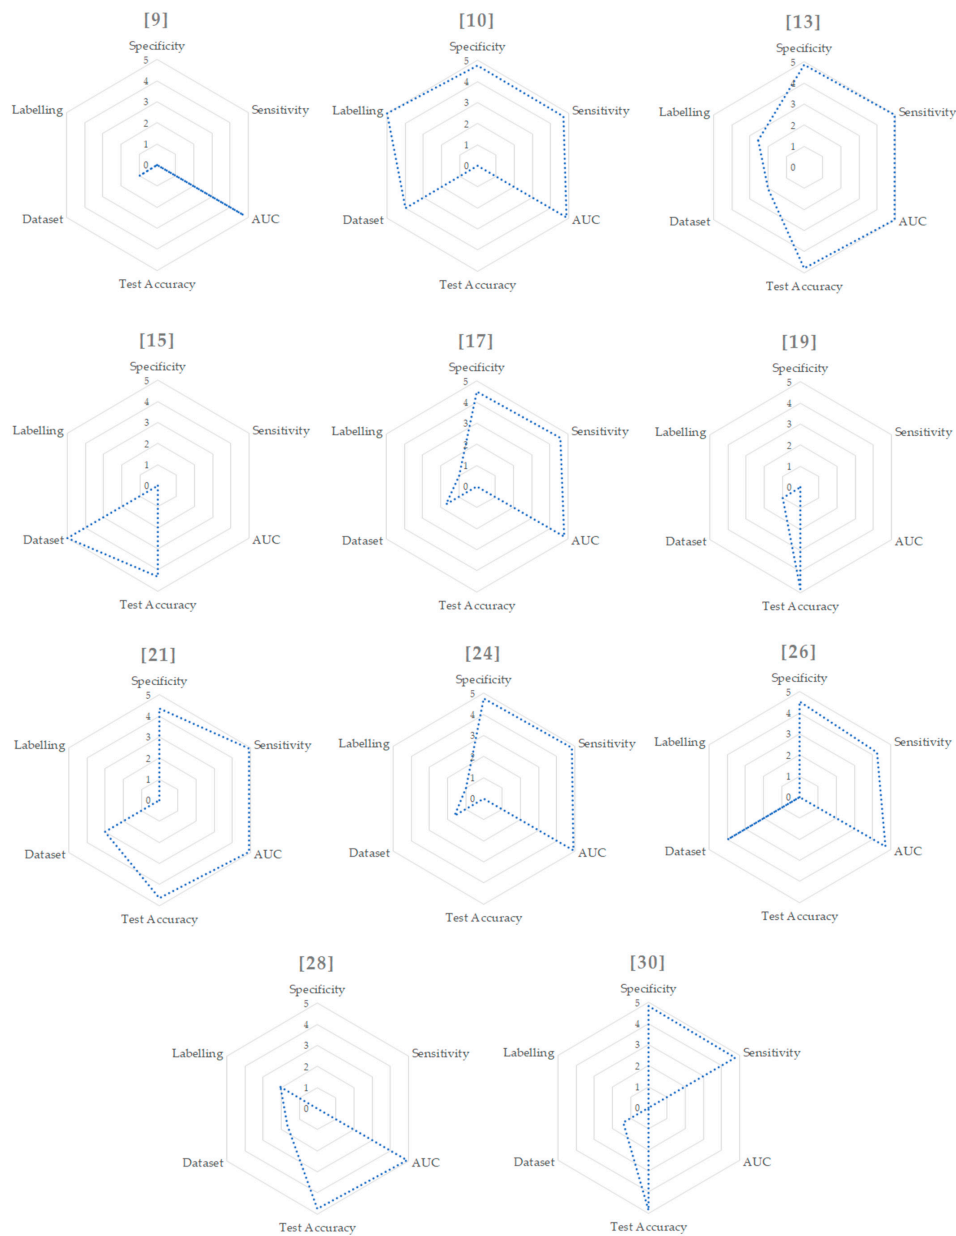 [9] [10] [13]
Specificity Specificity Specificity
5 5 5
4 4 4
Labelling Sensitivity Labelling Sensitivity Labelling Sensitivity
3 3 3
2 2 2
1 1 1
0 0 0
Dataset AUC Dataset AUC Dataset AUC
Test Accuracy Test Accuracy Test Accuracy
[15] [17] [19]
Specificity Specificity Specificity
5 5 5
4 4 4
Labelling Sensitivity Labelling Sensitivity Labelling Sensitivity
3 3 3
2 2 2
1 1 1
0 0 0
Dataset AUC Dataset AUC Dataset AUC
Test Accuracy Test Accuracy Test Accuracy
[21] [24] [26]
Specificity Specificity Specificity
5 5 5
4 4 4
Labelling Sensitivity Labelling Sensitivity Labelling Sensitivity
3 3 3
2 2 2
1 1 1
0 0 0
Dataset AUC Dataset AUC Dataset AUC
Test Accuracy Test Accuracy Test Accuracy
[28] [30]
Specificity Specificity
5 5
4 4
Labelling Sensitivity Labelling Sensitivity
3 3
2 2
1 1
0 0
Dataset AUC Dataset AUC
Test Accuracy Test Accuracy